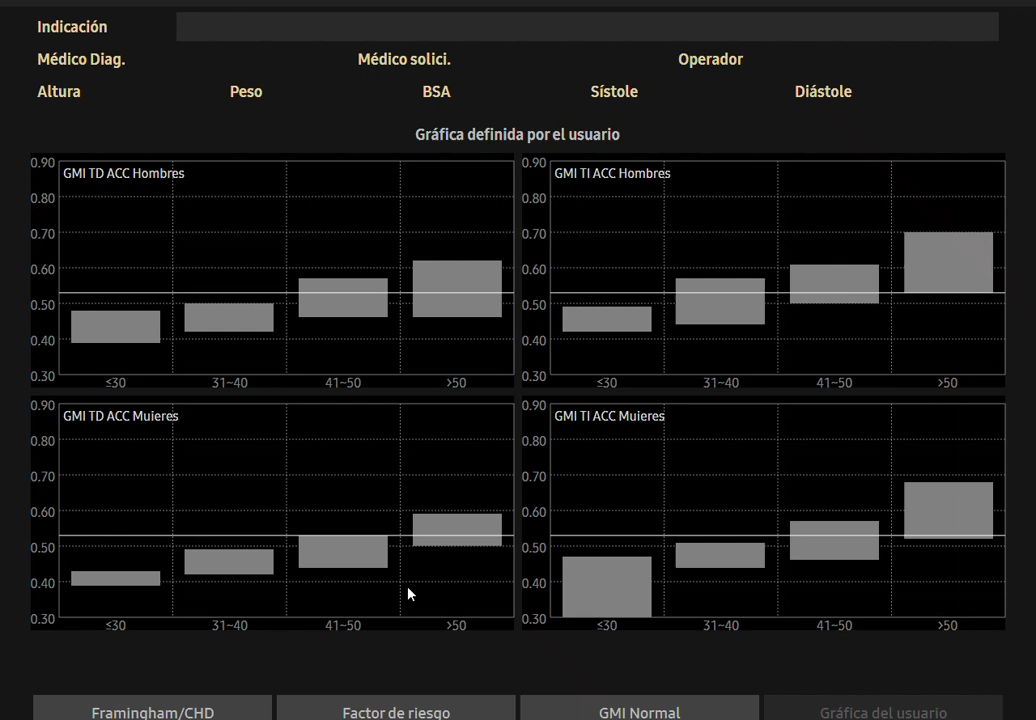 Indicación
Médico Diag. Médico solici. Operador
Altura Peso BSA Sístole Diástole
Gráfica definida por el usuario
GMI TD ACC Hombres
0.90
0.80
0.70
0.60
0.50
0.40
0.30
≤30 31~40 41~50 >50
GMI TI ACC Hombres
0.90
0.80
0.70
0.60
0.50
0.40
0.30
≤30 31~40 41~50 >50
GMI TD ACC Muieres
0.90
0.80
0.70
0.60
0.50
0.40
0.30
≤30 31~40 41~50 >50
GMI TI ACC Muieres
0.90
0.80
0.70
0.60
0.50
0.40
0.30
≤30 31~40 41~50 >50
Framingham/CHD Factor de riesgo GMI Normal Gráfica del usuario